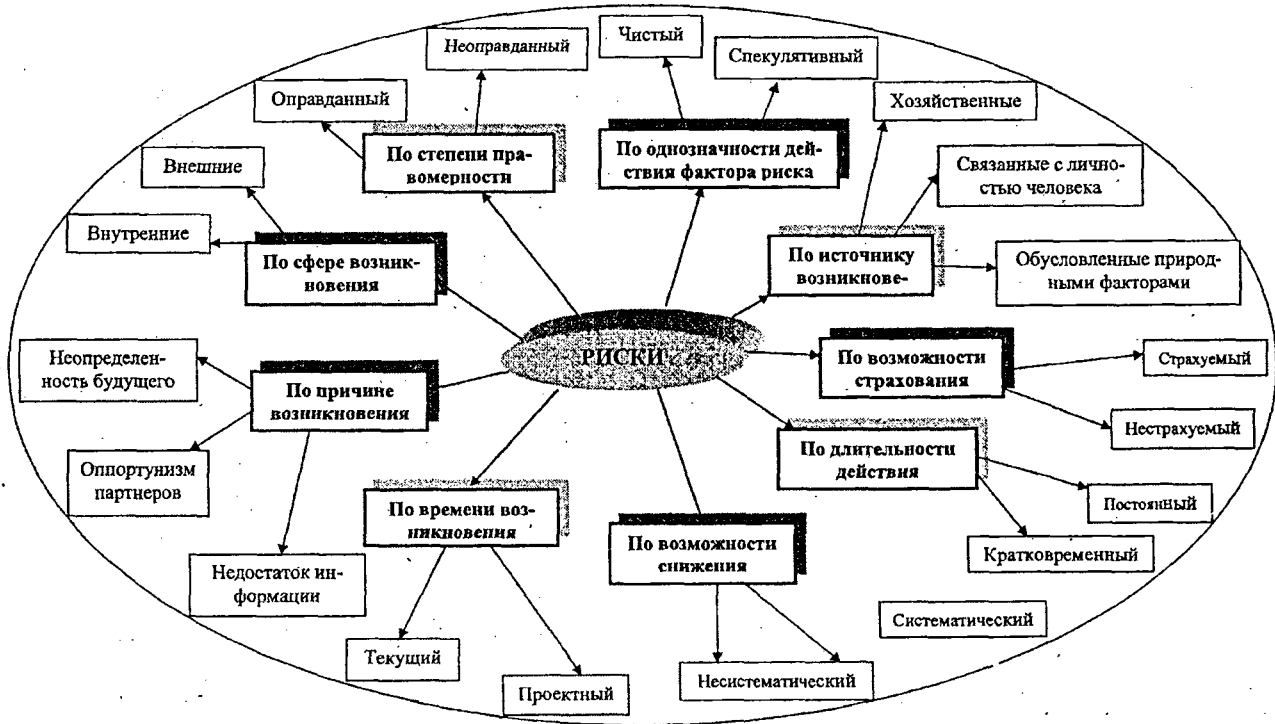 Неоправданный
Чистый
Спекулятивный
Оправданный
Хозяйственные
По степени пра-
вомерности
По однозначности дей-
ствия фактора риска
Внешние
Связанные с лично-
стью человека
Внутренние
По сфере возник-
новения
По источнику
возникнове-
Обусловленные природ-
ными факторами
РИСКИ
Неопределен-
ность будущего
По причине
возникновения
По возможности
страхования
Страхуемый
Нестрахуемый
По длительности
действия
Оппортунизм
партнеров
По времени воз-
никновения
Постоянный
По возможности
снижения
Кратковременный
Недостаток ин-
формации
Систематический
Текущий
Проектный
Несистематический